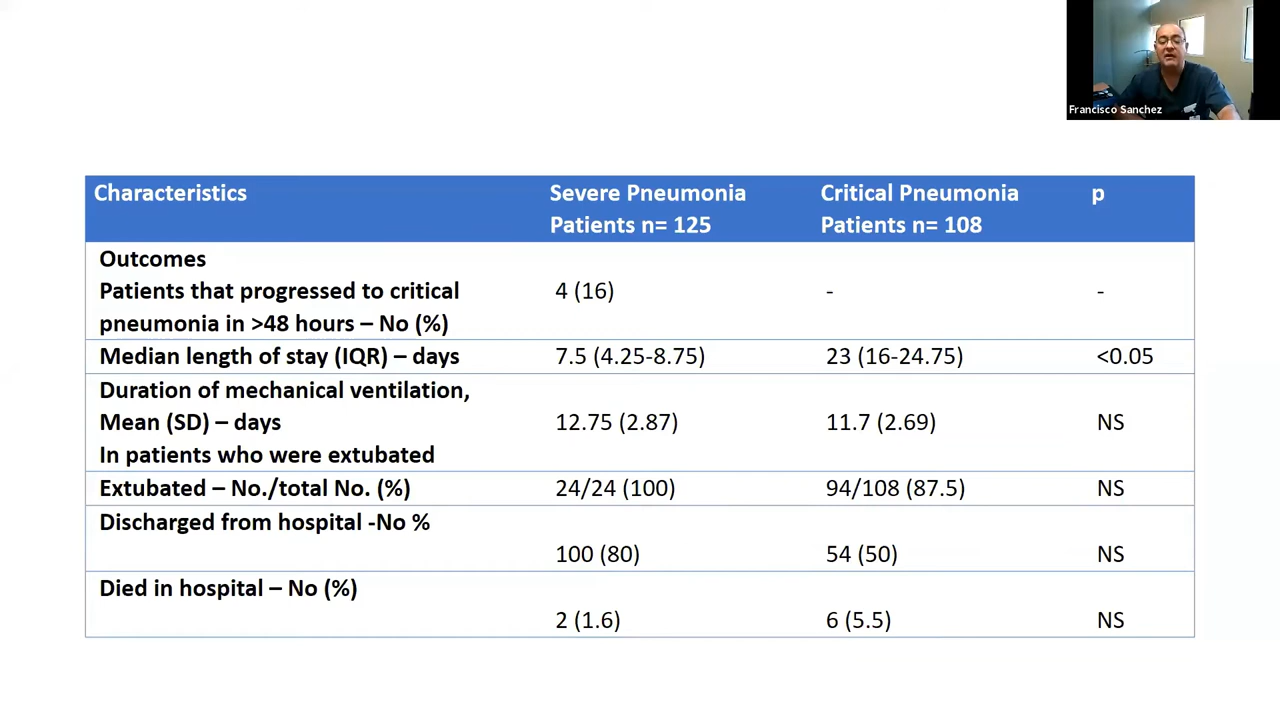 Francisco Sanchez
Characteristics
Severe Pneumonia
Patients n= 125
Critical Pneumonia
Patients n= 108
p
Outcomes
Patients that progressed to critical
pneumonia in >48 hours – No (%)
4 (16)
-
-
Median length of stay (IQR) – days
7.5 (4.25-8.75)
23 (16-24.75)
<0.05
Duration of mechanical ventilation,
Mean (SD) – days
In patients who were extubated
12.75 (2.87)
11.7 (2.69)
NS
Extubated – No./total No. (%)
24/24 (100)
94/108 (87.5)
NS
Discharged from hospital -No %
100 (80)
54 (50)
NS
Died in hospital – No (%)
2 (1.6)
6 (5.5)
NS